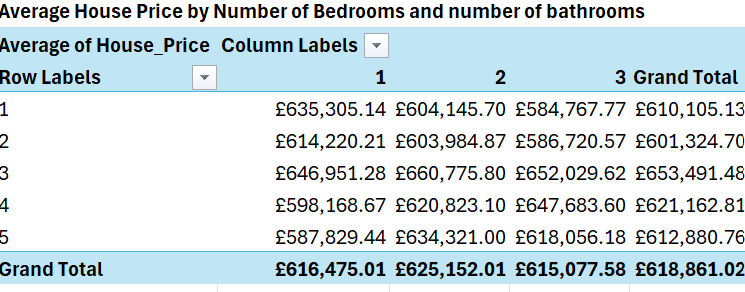 Average House Price by Number of Bedrooms and number of bathrooms
Average of House_Price Column Labels
Row Labels 1 2 3 Grand Total
1 £635,305.14 £604,145.70 £584,767.77 £610,105.13
2 £614,220.21 £603,984.87 £586,720.57 £601,324.70
3 £646,951.28 £660,775.80 £652,029.62 £653,491.48
4 £598,168.67 £620,823.10 £647,683.60 £621,162.81
5 £587,829.44 £634,321.00 £618,056.18 £612,880.76
Grand Total £616,475.01 £625,152.01 £615,077.58 £618,861.02